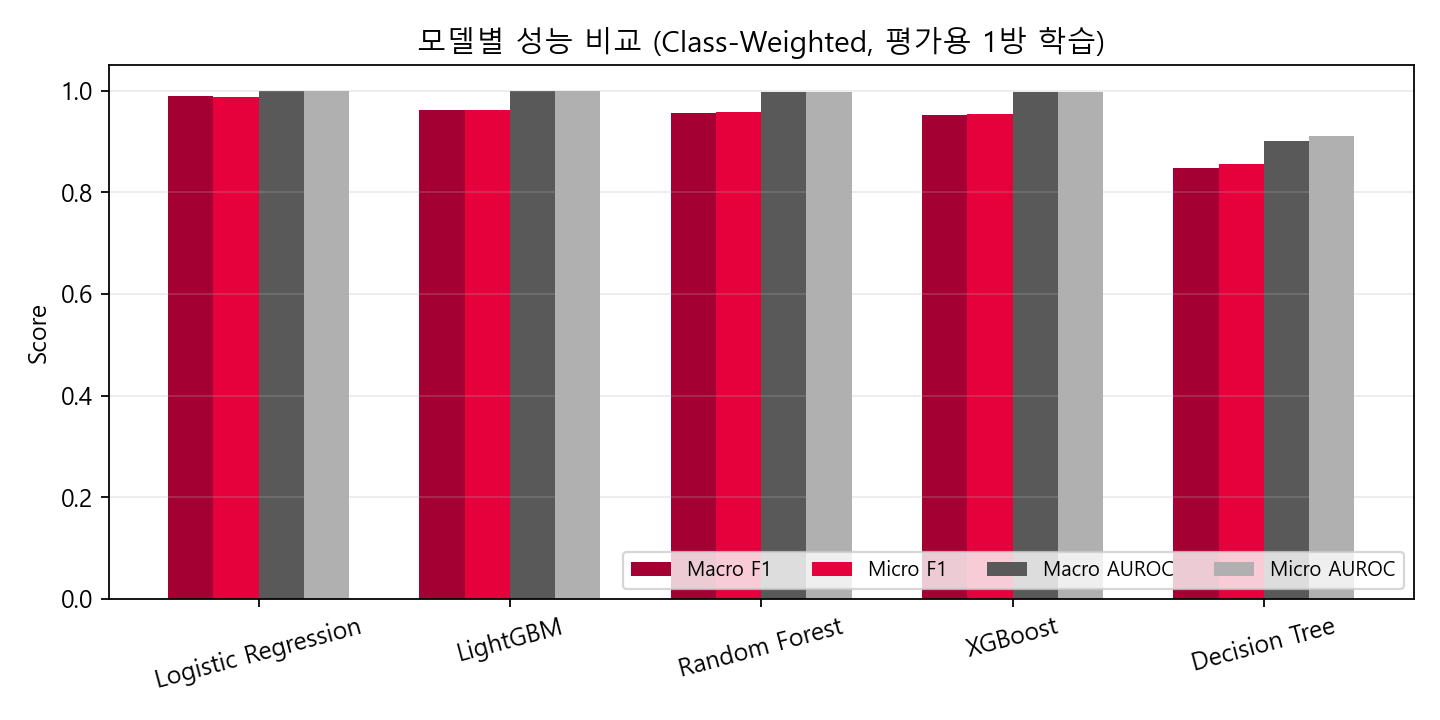 모델별 성능 비교 (Class-Weighted, 평가용 1방 학습)
1.0
0.8
0.6
0.4
0.2
0.0
Score
Macro F1 Micro F1 Macro AUROC Micro AUROC
Logistic Regression LightGBM Random Forest XGBoost Decision Tree